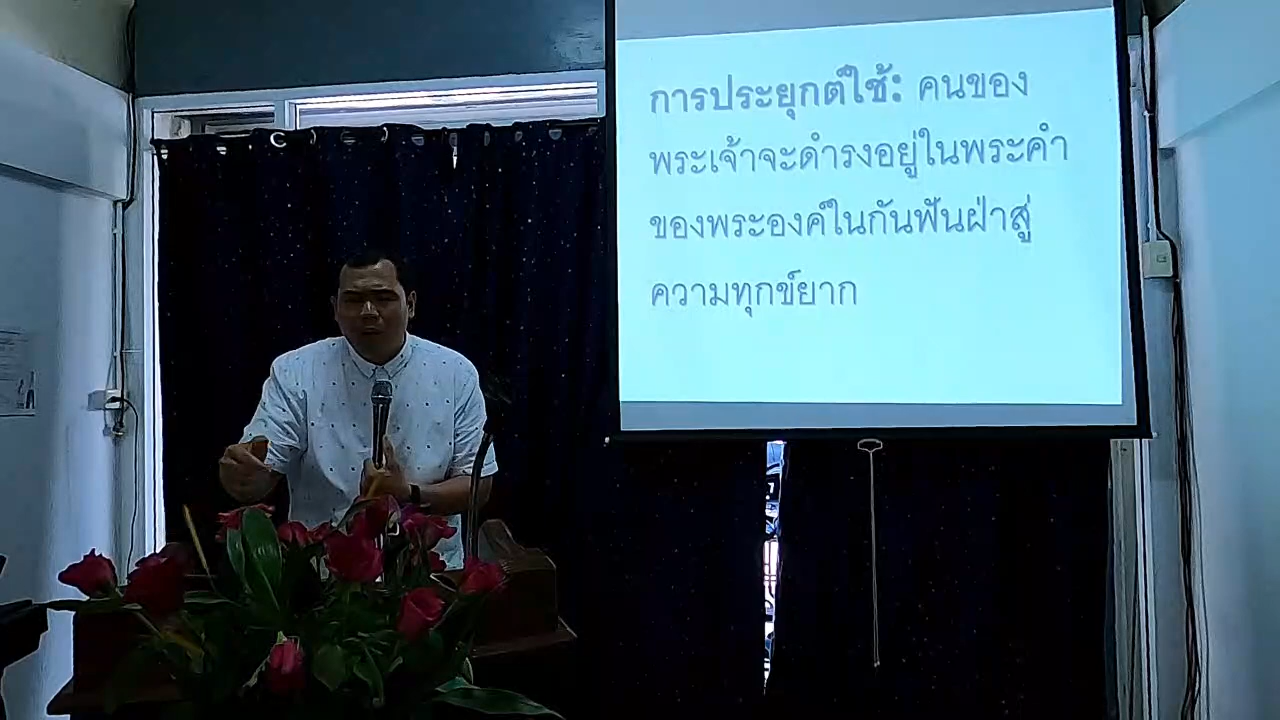 การประยุกต์ใช้: คนของ
พระเจ้าจะดำรงอยู่ในพระคำ
ของพระองค์ในกันฟันฝ่าสู่
ความทุกข์ยาก